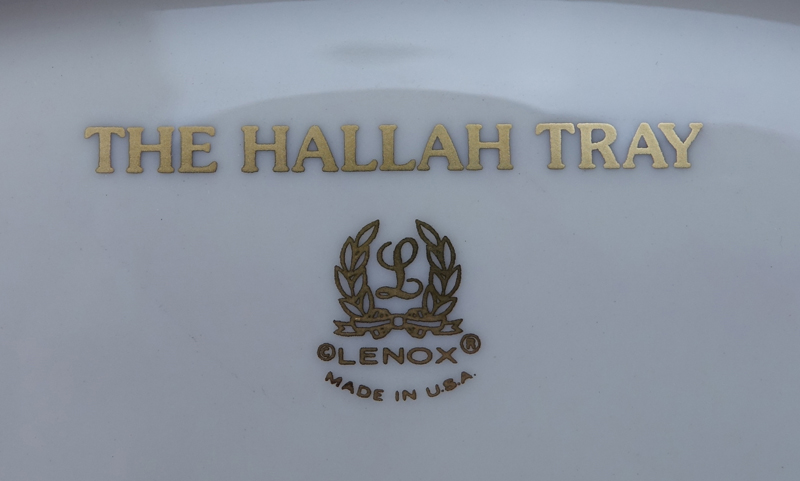 THE HALLAH TRAY
L
©LENOX®
MADE IN U.S.A.